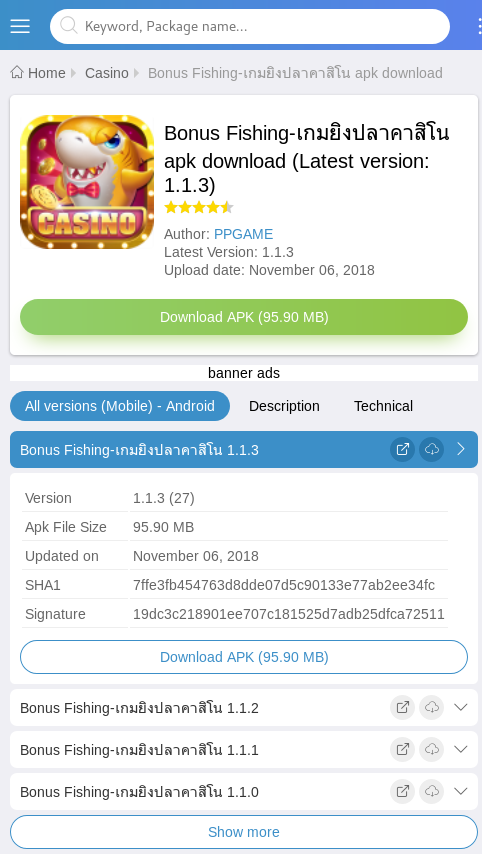 Keyword, Package name...
Home Casino Bonus Fishing-เกมยิงปลาคาสิโน apk download
CASINO
Bonus Fishing-เกมยิงปลาคาสิโน
apk download (Latest version:
1.1.3)
Author: PPGAME
Latest Version: 1.1.3
Upload date: November 06, 2018
Download APK (95.90 MB)
banner ads
All versions (Mobile) - Android Description Technical
Bonus Fishing-เกมยิงปลาคาสิโน 1.1.3
Version 1.1.3 (27)
Apk File Size 95.90 MB
Updated on November 06, 2018
SHA1 7ffe3fb454763d8dde07d5c90133e77ab2ee34fc
Signature 19dc3c218901ee707c181525d7adb25dfca72511
Download APK (95.90 MB)
Bonus Fishing-เกมยิงปลาคาสิโน 1.1.2
Bonus Fishing-เกมยิงปลาคาสิโน 1.1.1
Bonus Fishing-เกมยิงปลาคาสิโน 1.1.0
Show more